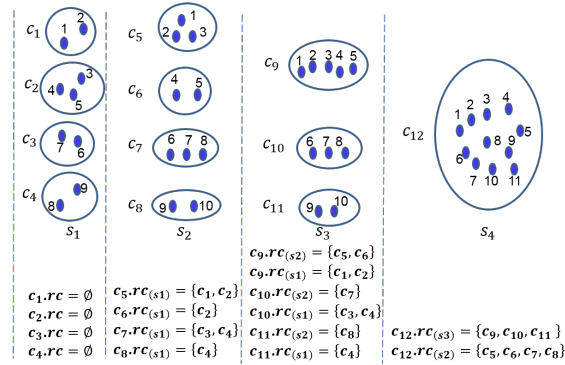 c1
1 2
c2
3
4
5
c3
7 6
c4
9
8
s1
c5
1
2 3
c6
4 5
c7
6 7 8
c8
9 10
s2
c9
1 2 3 4 5
c10
6 7 8
c11
9 10
s3
c12
1 2 3 4
5
6 8 9
7 10 11
s4
c1.rc = ∅
c2.rc = ∅
c3.rc = ∅
c4.rc = ∅
c5.rc(s1) = {c1, c2}
c6.rc(s1) = {c2}
c7.rc(s1) = {c3, c4}
c8.rc(s1) = {c4}
c9.rc(s2) = {c5, c6}
c9.rc(s1) = {c1, c2}
c10.rc(s2) = {c7}
c10.rc(s1) = {c3, c4}
c11.rc(s2) = {c8}
c11.rc(s1) = {c4}
c12.rc(s3) = {c9, c10, c11}
c12.rc(s2) = {c5, c6, c7, c8}